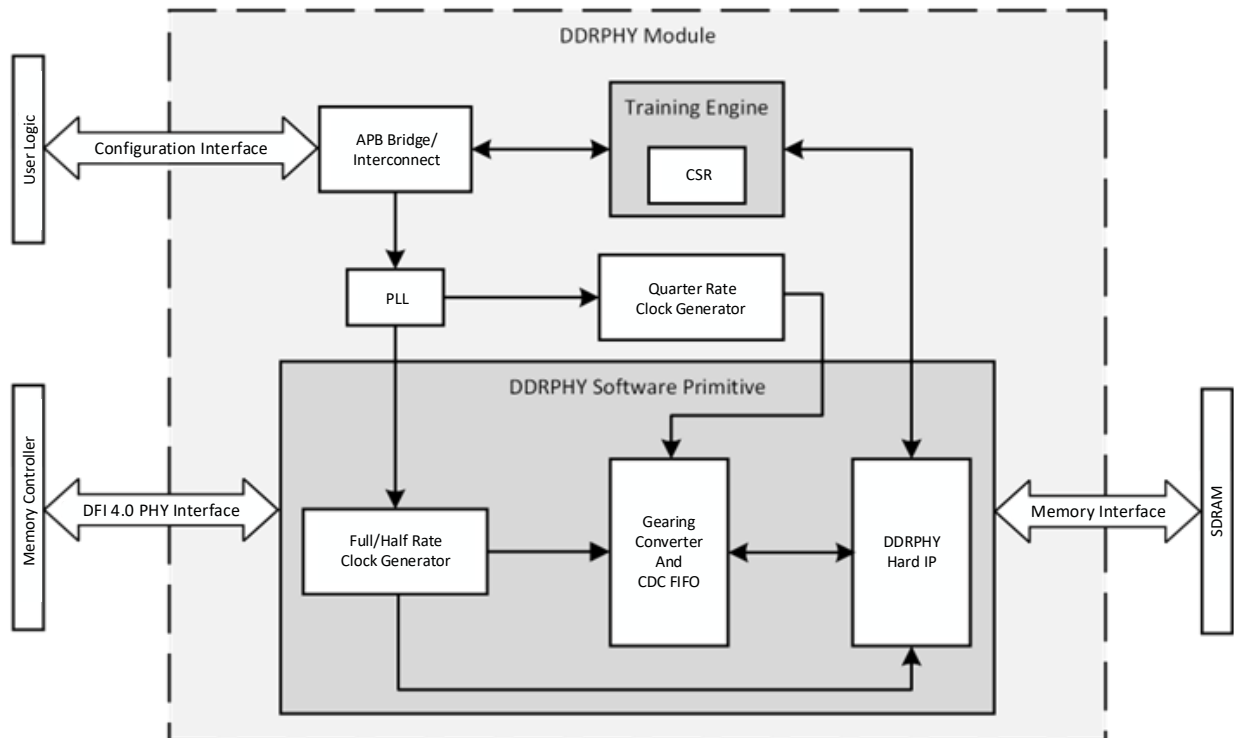 DDRPHY Module
User Logic
Configuration Interface
APB Bridge/
Interconnect
Training Engine
CSR
PLL
Quarter Rate
Clock Generator
DDRPHY Software Primitive
Memory Controller
DFI 4.0 PHY Interface
Full/Half Rate
Clock Generator
Gearing
Converter
And
CDC FIFO
DDRPHY
Hard IP
Memory Interface
SDRAM